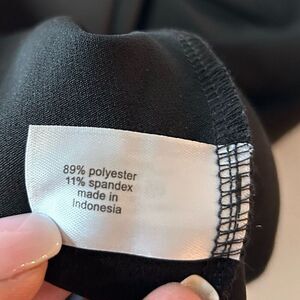 89% polyester
11% spandex
made in
Indonesia